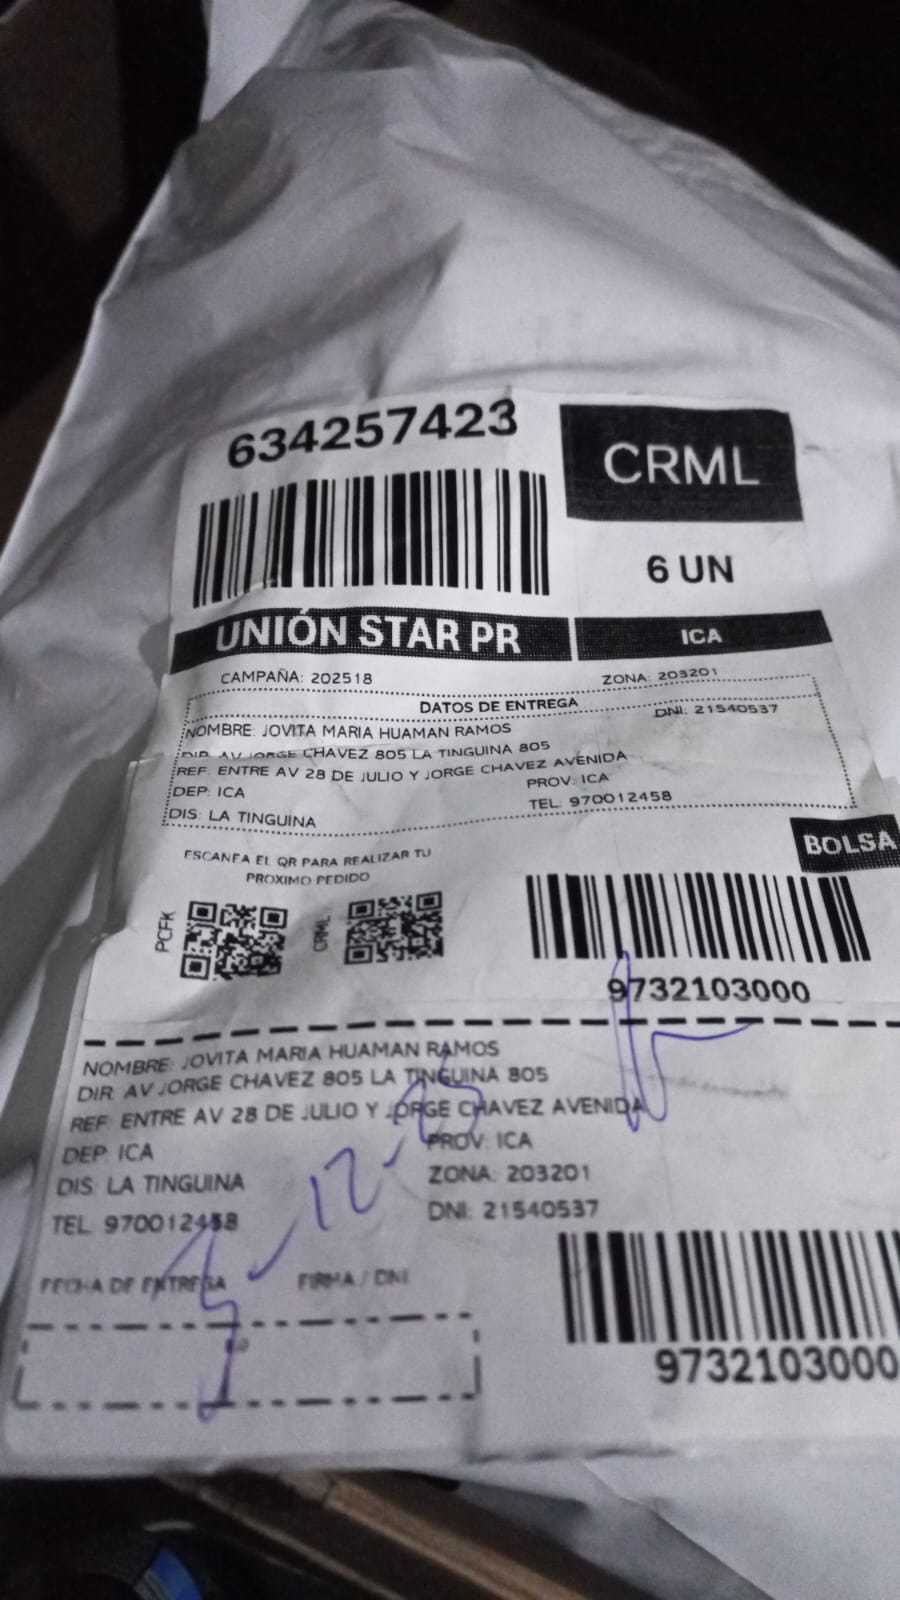 634257423
CRML
6 UN
UNIÓN STAR PR
ICA
CAMPAÑA: 202518
ZONA: 203201
DATOS DE ENTREGA
NOMBRE: JOVITA MARIA HUAMAN RAMOS
DNI: 21540537
DIR: AV JORGE CHAVEZ 805 LA TINGUINA 805
REF: ENTRE AV 28 DE JULIO Y JORGE CHAVEZ AVENIDA
DEP: ICA
PROV: ICA
DIS: LA TINGUINA
TEL: 970012458
BOLSA
ESCANEA EL QR PARA REALIZAR TU
PROXIMO PEDIDO
PCFK
CRML
9732103000
NOMBRE: JOVITA MARIA HUAMAN RAMOS
DIR: AV JORGE CHAVEZ 805 LA TINGUINA 805
REF: ENTRE AV 28 DE JULIO Y JORGE CHAVEZ AVENIDA
DEP: ICA
PROV: ICA
DIS: LA TINGUINA
ZONA: 203201
TEL: 970012458
DNI: 21540537
FECHA DE ENTREGA
FIRMA / DNI
9732103000